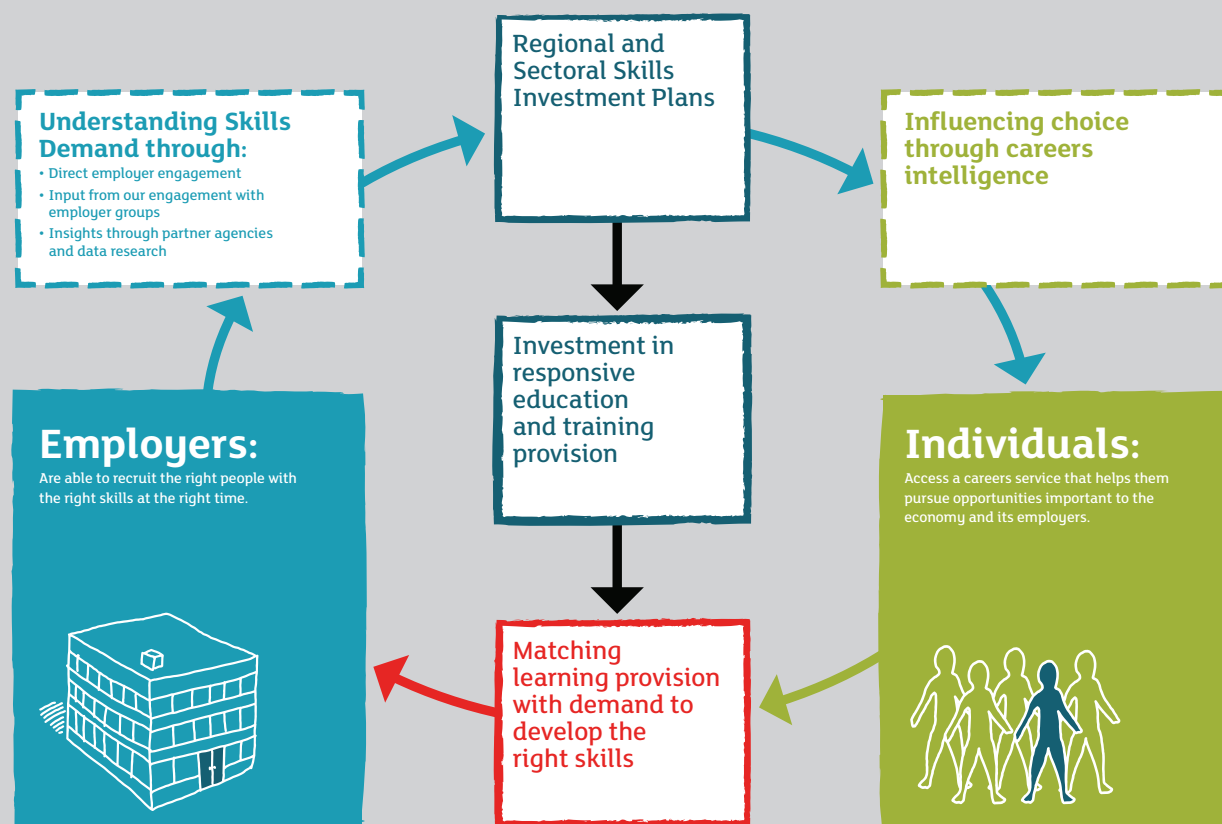 Regional and
Sectoral Skills
Investment Plans
Understanding Skills
Demand through:
• Direct employer engagement
• Input from our engagement with
employer groups
• Insights through partner agencies
and data research
Influencing choice
through careers
intelligence
Investment in
responsive
education
and training
provision
Employers:
Are able to recruit the right people with
the right skills at the right time.
Individuals:
Access a careers service that helps them
pursue opportunities important to the
economy and its employers.
Matching
learning provision
with demand to
develop the
right skills